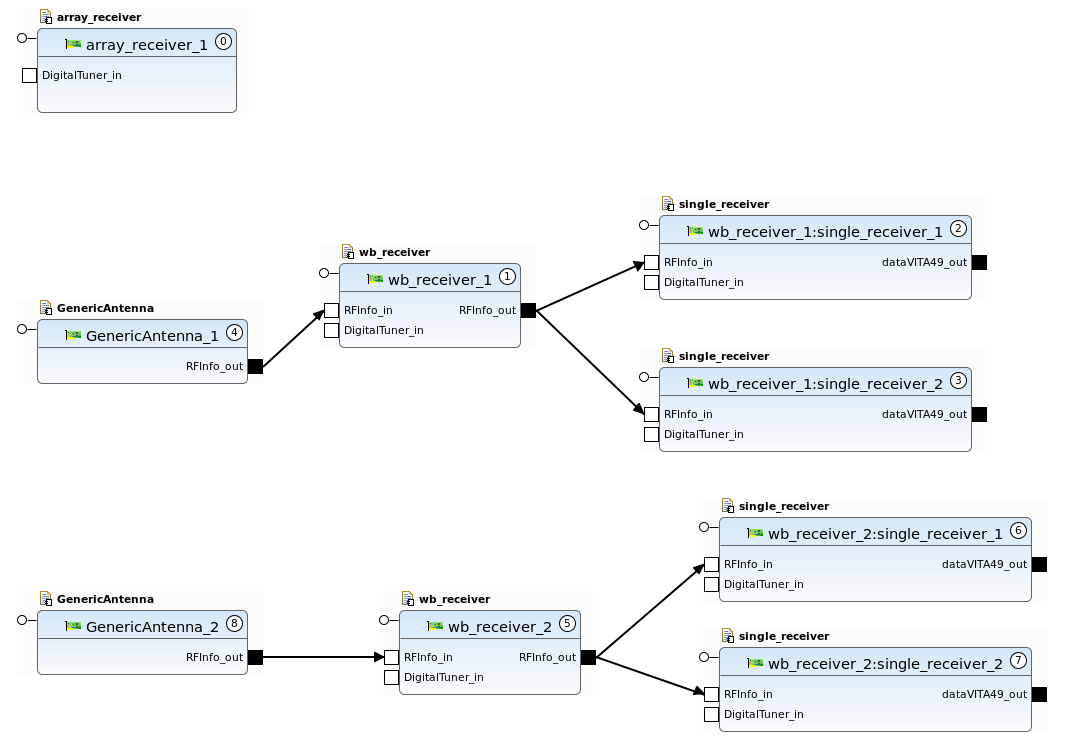 array_receiver
array_receiver_1 0
DigitalTuner_in
single_receiver
wb_receiver_1:single_receiver_1 2
RFInfo_in dataVITA49_out
DigitalTuner_in
wb_receiver
wb_receiver_1 1
RFInfo_in RFInfo_out
DigitalTuner_in
GenericAntenna
GenericAntenna_1 4
RFInfo_out
single_receiver
wb_receiver_1:single_receiver_2 3
RFInfo_in dataVITA49_out
DigitalTuner_in
single_receiver
wb_receiver_2:single_receiver_1 6
RFInfo_in dataVITA49_out
DigitalTuner_in
GenericAntenna
GenericAntenna_2 8
RFInfo_out
wb_receiver
wb_receiver_2 5
RFInfo_in RFInfo_out
DigitalTuner_in
single_receiver
wb_receiver_2:single_receiver_2 7
RFInfo_in dataVITA49_out
DigitalTuner_in